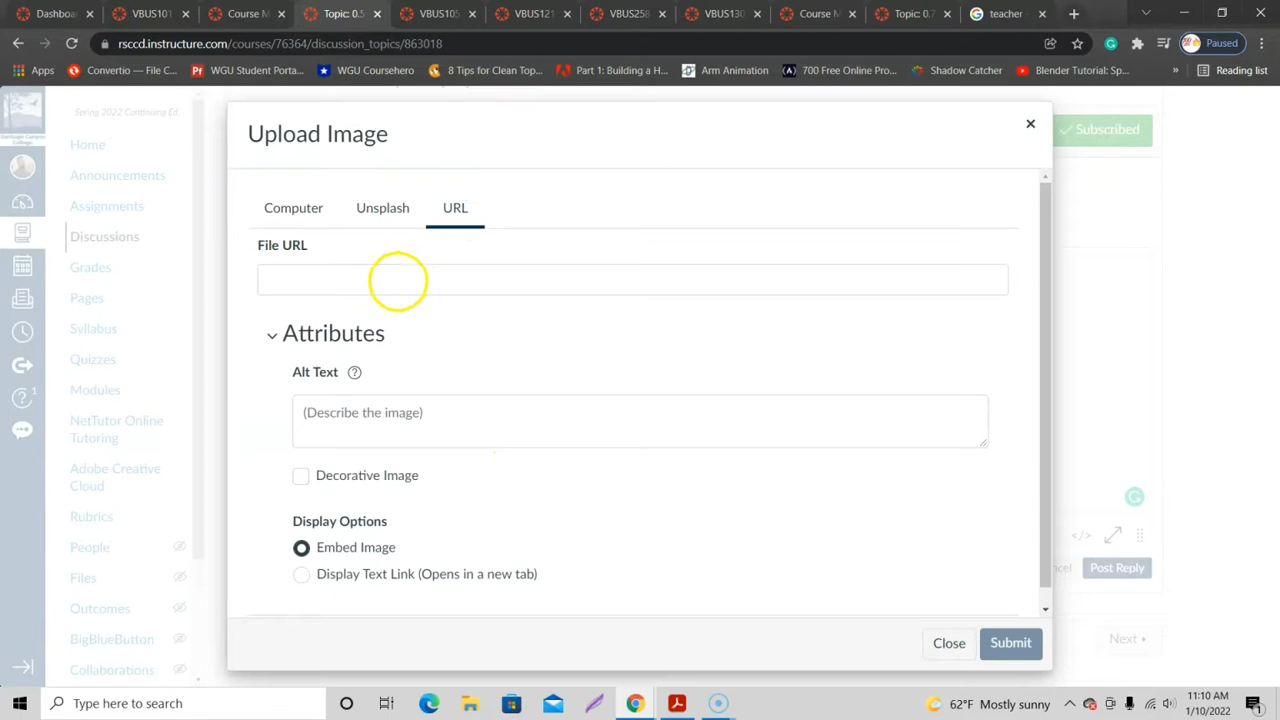 Dashboard
VBUS101
Course M
Topic 0.5
VBUS105
VBUS121
VBUS258
VBUS130
Course M
Topic 0.7
teacher
rsccd.instructure.com/courses/76364/discussion_topics/863018
Paused
Apps
Convertio — File C...
WGU Student Porta...
WGU Coursehero
8 Tips for Clean Top...
Part 1: Building a H...
Arm Animation
700 Free Online Pro...
Shadow Catcher
Blender Tutorial: Sp...
»
Reading list
Spring 2022 Continuing Ed.
Home
Announcements
Assignments
Discussions
Grades
Pages
Syllabus
Quizzes
Modules
NetTutor Online
Tutoring
Adobe Creative
Cloud
Rubrics
People
Files
Outcomes
BigBlueButton
Collaborations
1
Upload Image
Subscribed
Computer
Unsplash
URL
File URL
Attributes
Alt Text
(Describe the image)
Decorative Image
Display Options
Embed Image
Display Text Link (Opens in a new tab)
</>
Post Reply
Close
Submit
Next
Type here to search
62°F Mostly sunny
11:10 AM
1/10/2022
1